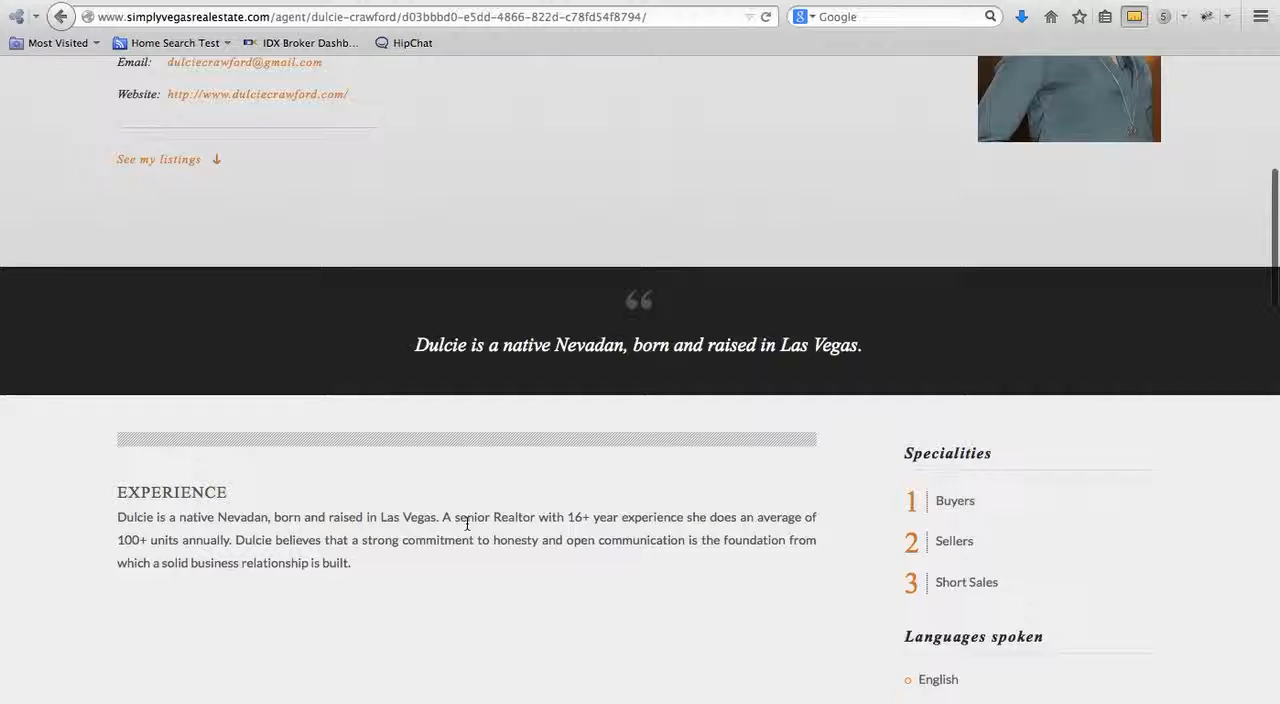 www.simplyvegasrealestate.com/agent/dulcie-crawford/d03bbbd0-e5dd-4866-822d-c78fd54f8794/
Google
5
Most Visited
Home Search Test
IDX Broker Dashb...
HipChat
Email: dulciecrawford@gmail.com
Website: http://www.dulciecrawford.com/
See my listings
“
Dulcie is a native Nevadan, born and raised in Las Vegas.
EXPERIENCE
Dulcie is a native Nevadan, born and raised in Las Vegas. A senior Realtor with 16+ year experience she does an average of
100+ units annually. Dulcie believes that a strong commitment to honesty and open communication is the foundation from
which a solid business relationship is built.
Specialities
1 Buyers
2 Sellers
3 Short Sales
Languages spoken
English